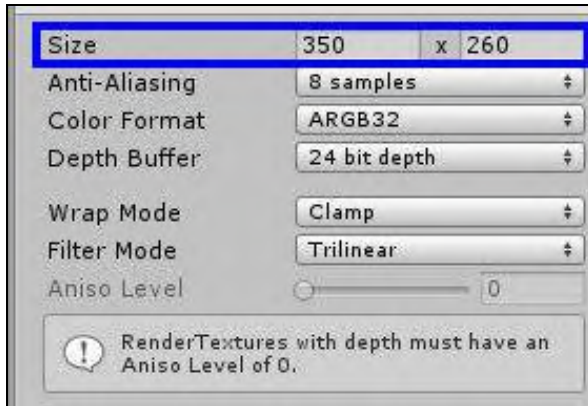 Size 350 x 260
Anti-Aliasing 8 samples
Color Format ARGB32
Depth Buffer 24 bit depth
Wrap Mode Clamp
Filter Mode Trilinear
Aniso Level 0
RenderTextures with depth must have an
Aniso Level of 0.